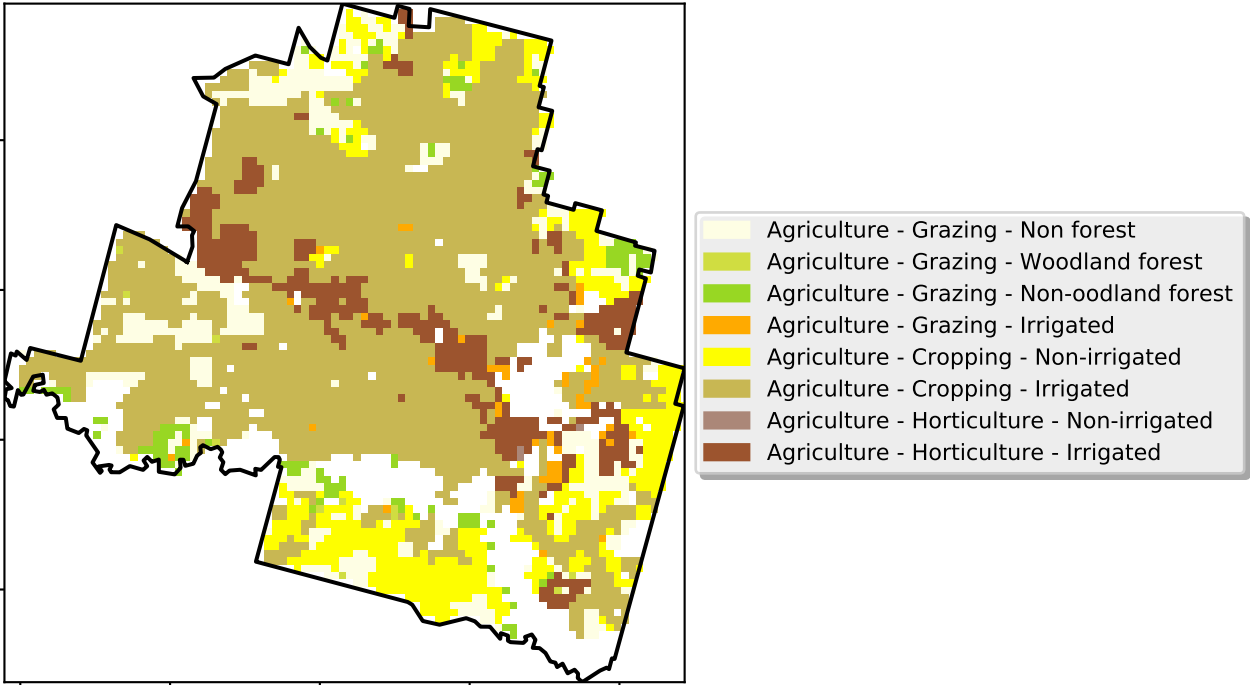 Agriculture - Grazing - Non forest
Agriculture - Grazing - Woodland forest
Agriculture - Grazing - Non-oodland forest
Agriculture - Grazing - Irrigated
Agriculture - Cropping - Non-irrigated
Agriculture - Cropping - Irrigated
Agriculture - Horticulture - Non-irrigated
Agriculture - Horticulture - Irrigated